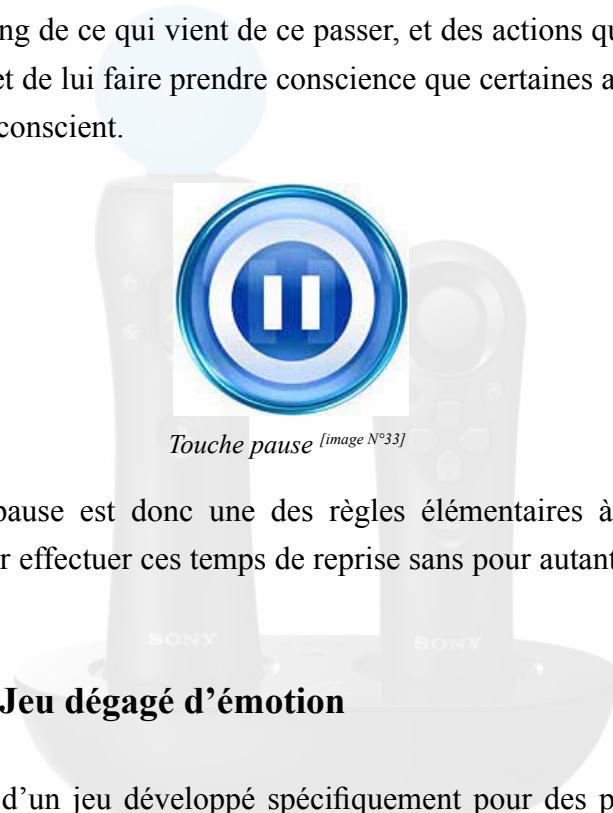 ng de ce qui vient de ce passer, et des actions qu
et de lui faire prendre conscience que certaines a
conscient.
Touche pause [image N°33]
pause est donc une des règles élémentaires à
r effectuer ces temps de reprise sans pour autant
SONY
SONY
Jeu dégagé d’émotion
d’un jeu développé spécifiquement pour des p